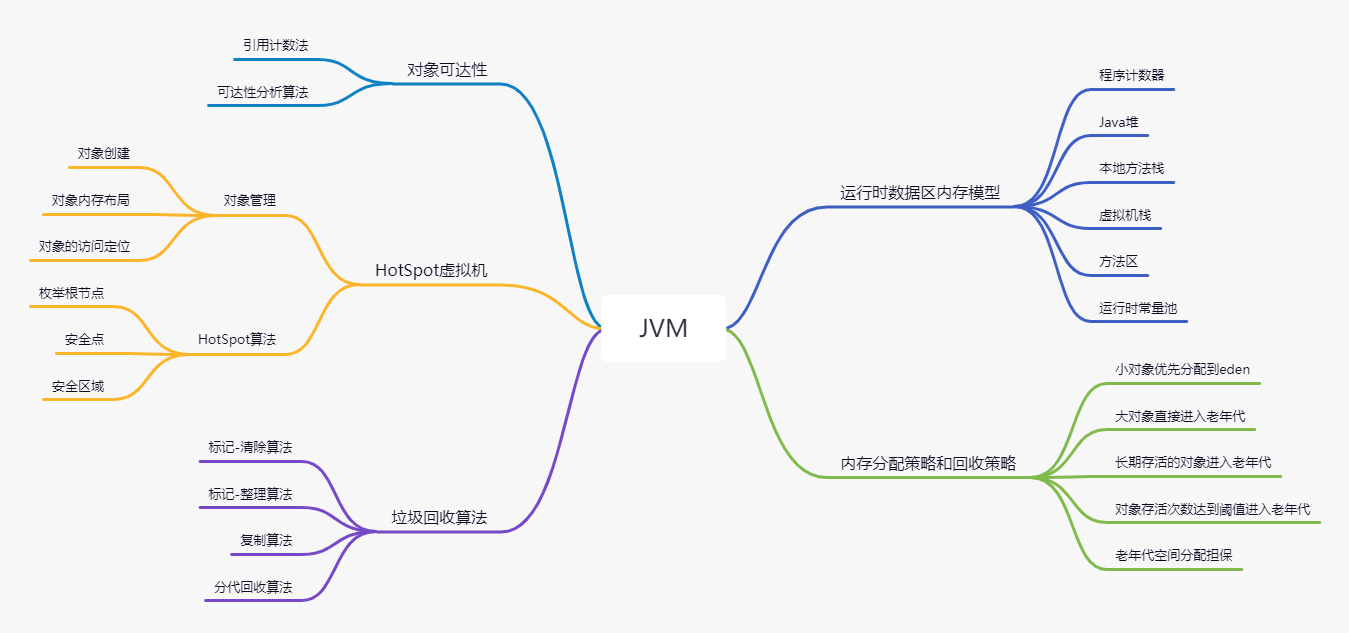 JVM
运行时数据区内存模型
程序计数器
Java堆
本地方法栈
虚拟机栈
方法区
运行时常量池
内存分配策略和回收策略
小对象优先分配到eden
大对象直接进入老年代
长期存活的对象进入老年代
对象存活次数达到阈值进入老年代
老年代空间分配担保
对象可达性
引用计数法
可达性分析算法
HotSpot虚拟机
对象管理
对象创建
对象内存布局
对象的访问定位
HotSpot算法
枚举根节点
安全点
安全区域
垃圾回收算法
标记-清除算法
标记-整理算法
复制算法
分代回收算法